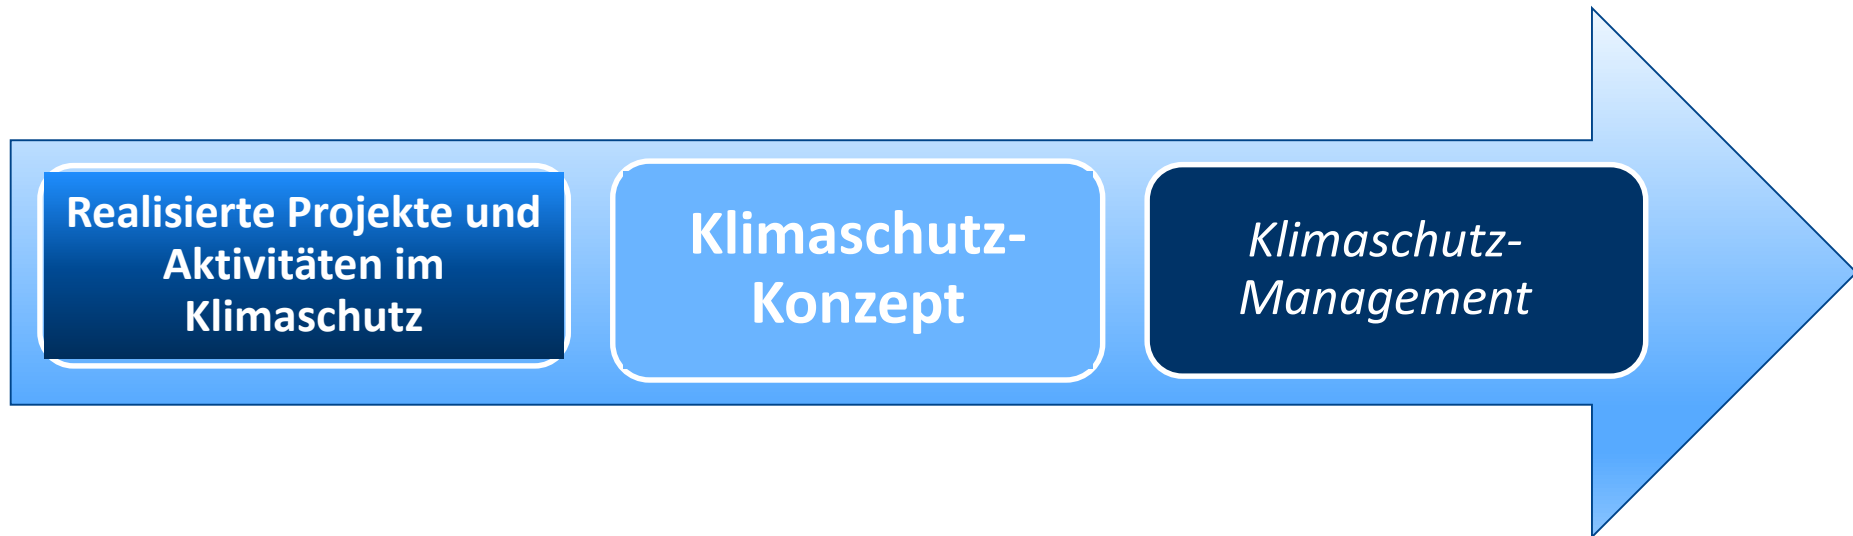 Realisierte Projekte und
Aktivitäten im
Klimaschutz
Klimaschutz-
Konzept
Klimaschutz-
Management